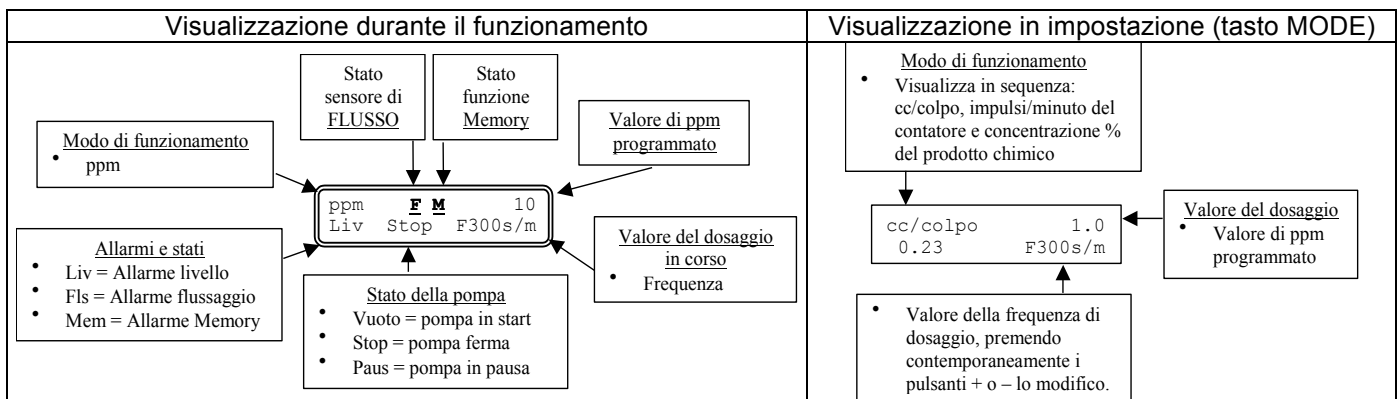 Visualizzazione durante il funzionamento
Stato
sensore di
FLUSSO
Stato
funzione
Memory
Valore di ppm
programmato
Modo di funzionamento
• ppm
ppm F M 10
Liv Stop F300s/m
Allarmi e stati
• Liv = Allarme livello
• Fls = Allarme flussaggio
• Mem = Allarme Memory
Stato della pompa
• Vuoto = pompa in start
• Stop = pompa ferma
• Paus = pompa in pausa
Valore del dosaggio
in corso
• Frequenza
Visualizzazione in impostazione (tasto MODE)
Modo di funzionamento
• Visualizza in sequenza:
cc/colpo, impulsi/minuto del
contatore e concentrazione %
del prodotto chimico
cc/colpo 1.0
0.23 F300s/m
Valore del dosaggio
• Valore di ppm
programmato
• Valore della frequenza di
dosaggio, premendo
contemporaneamente i
pulsanti + o – lo modifico.